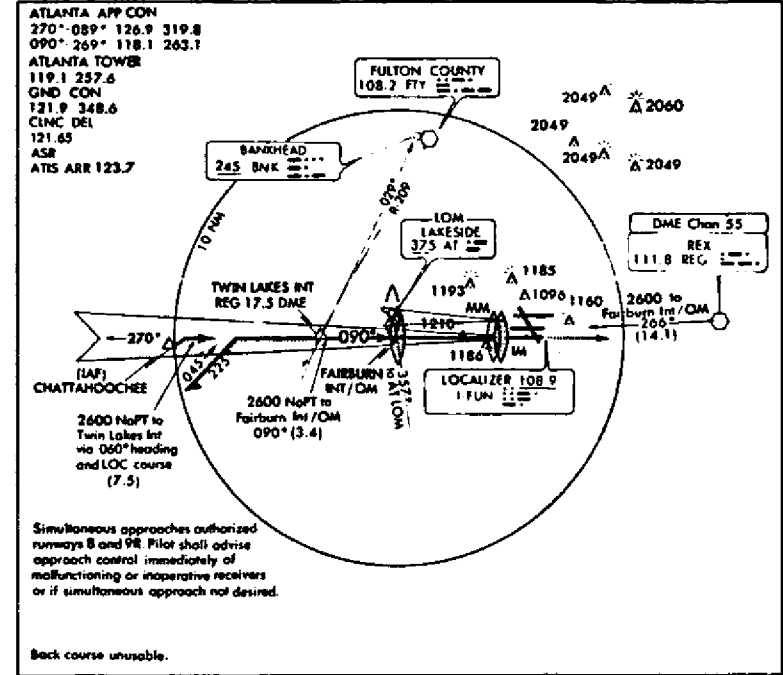 ATLANTA APP CON
270°-089° 126.9 319.8
090°-269° 118.1 263.1
ATLANTA TOWER
119.1 257.6
GND CON
121.9 348.6
CLNC DEL
121.65
ASR
ATIS ARR 123.7
FULTON COUNTY
108.2 FTY
2049
2060
2049
2049
2049
BANKHEAD
245 BNK
029°
R-209
10 NM
LOM
LAKESIDE
375 AT
DME Chan 55
REX
111.8 REG
TWIN LAKES INT
REG 17.5 DME
1193
1185
1096
1160
MM
2600 to
Fairburn Int/OM
266°
(14.1)
270°
090°
1210
1186
IM
(IAF)
CHATTAHOOCHEE
045°
225°
FAIRBURN
INT/OM
357° to AT LOM
LOCALIZER 108.9
I-FUN
2600 NoPT to
Fairburn Int/OM
090° (3.4)
2600 NoPT to
Twin Lakes Int
via 060° heading
and LOC course
(7.5)
Simultaneous approaches authorized
runways 8 and 9R. Pilot shall advise
approach control immediately of
malfunctioning or inoperative receivers
or if simultaneous approach not desired.
Back course unusable.